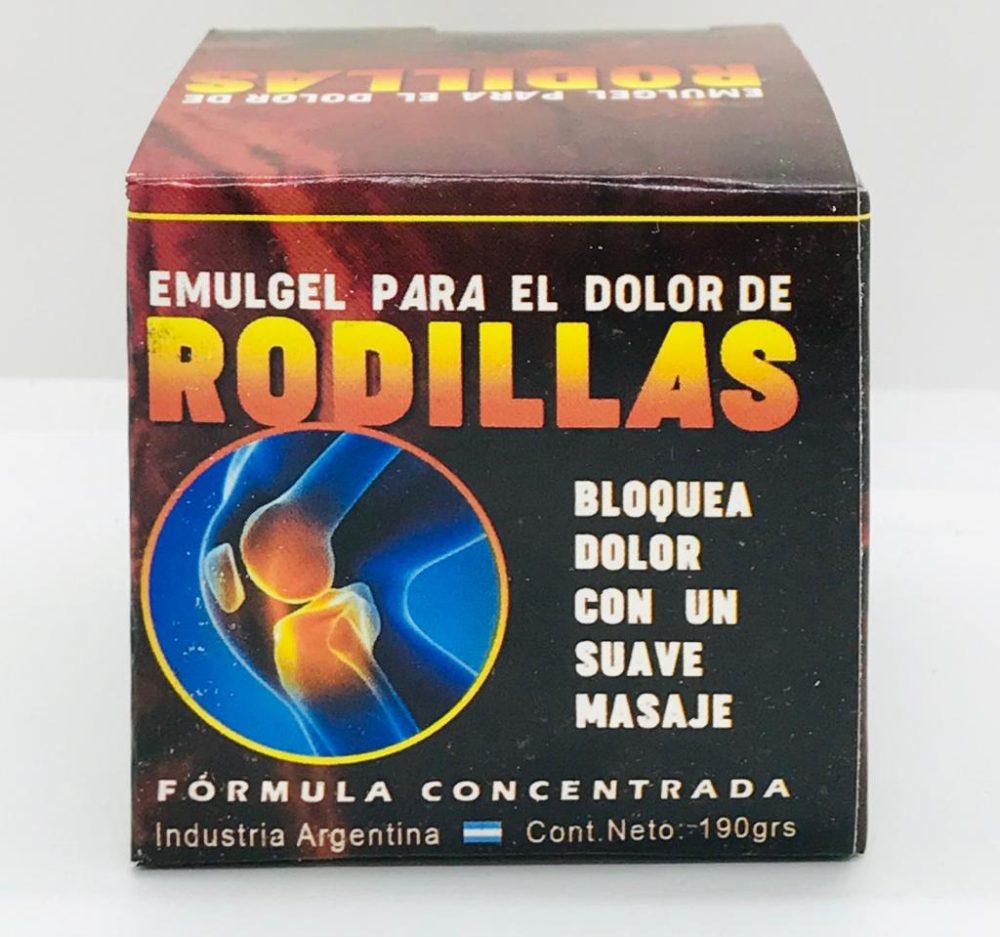 EMULGEL PARA EL DOLOR DE
RODILLAS
EMULGEL PARA EL DOLOR DE
RODILLAS
BLOQUEA
DOLOR
CON UN
SUAVE
MASAJE
FÓRMULA CONCENTRADA
Industria Argentina Cont.Neto:-190grs